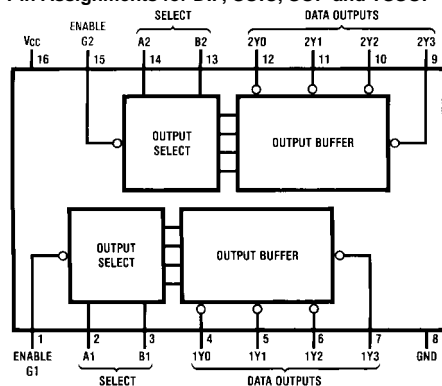 Pin Assignments for DIP, SOIC, SOP and TSSOP
SELECT DATA OUTPUTS
ENABLE
VCC G2 A2 B2 2Y0 2Y1 2Y2 2Y3
16 15 14 13 12 11 10 9
OUTPUT
SELECT
OUTPUT BUFFER
OUTPUT
SELECT
OUTPUT BUFFER
1 2 3 4 5 6 7 8
ENABLE
G1
A1 B1 1Y0 1Y1 1Y2 1Y3 GND
SELECT DATA OUTPUTS